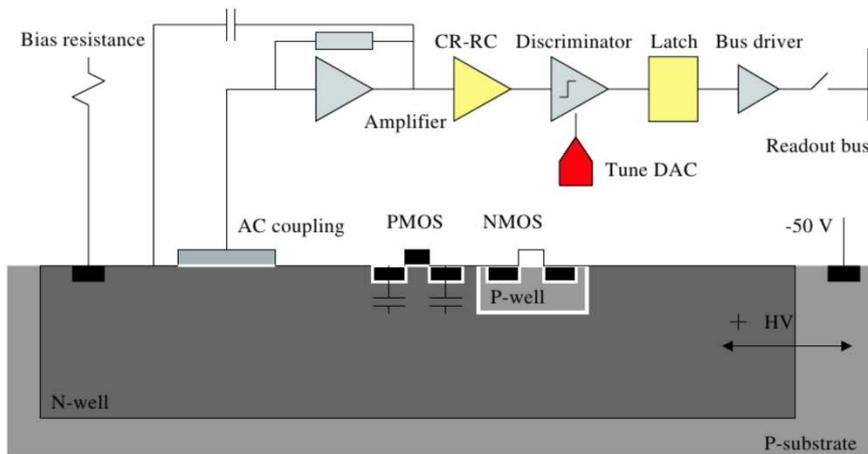 Bias resistance
CR-RC
Discriminator
Latch
Bus driver
Amplifier
Readout bus
Tune DAC
AC coupling
PMOS
NMOS
-50 V
P-well
+ HV
N-well
P-substrate